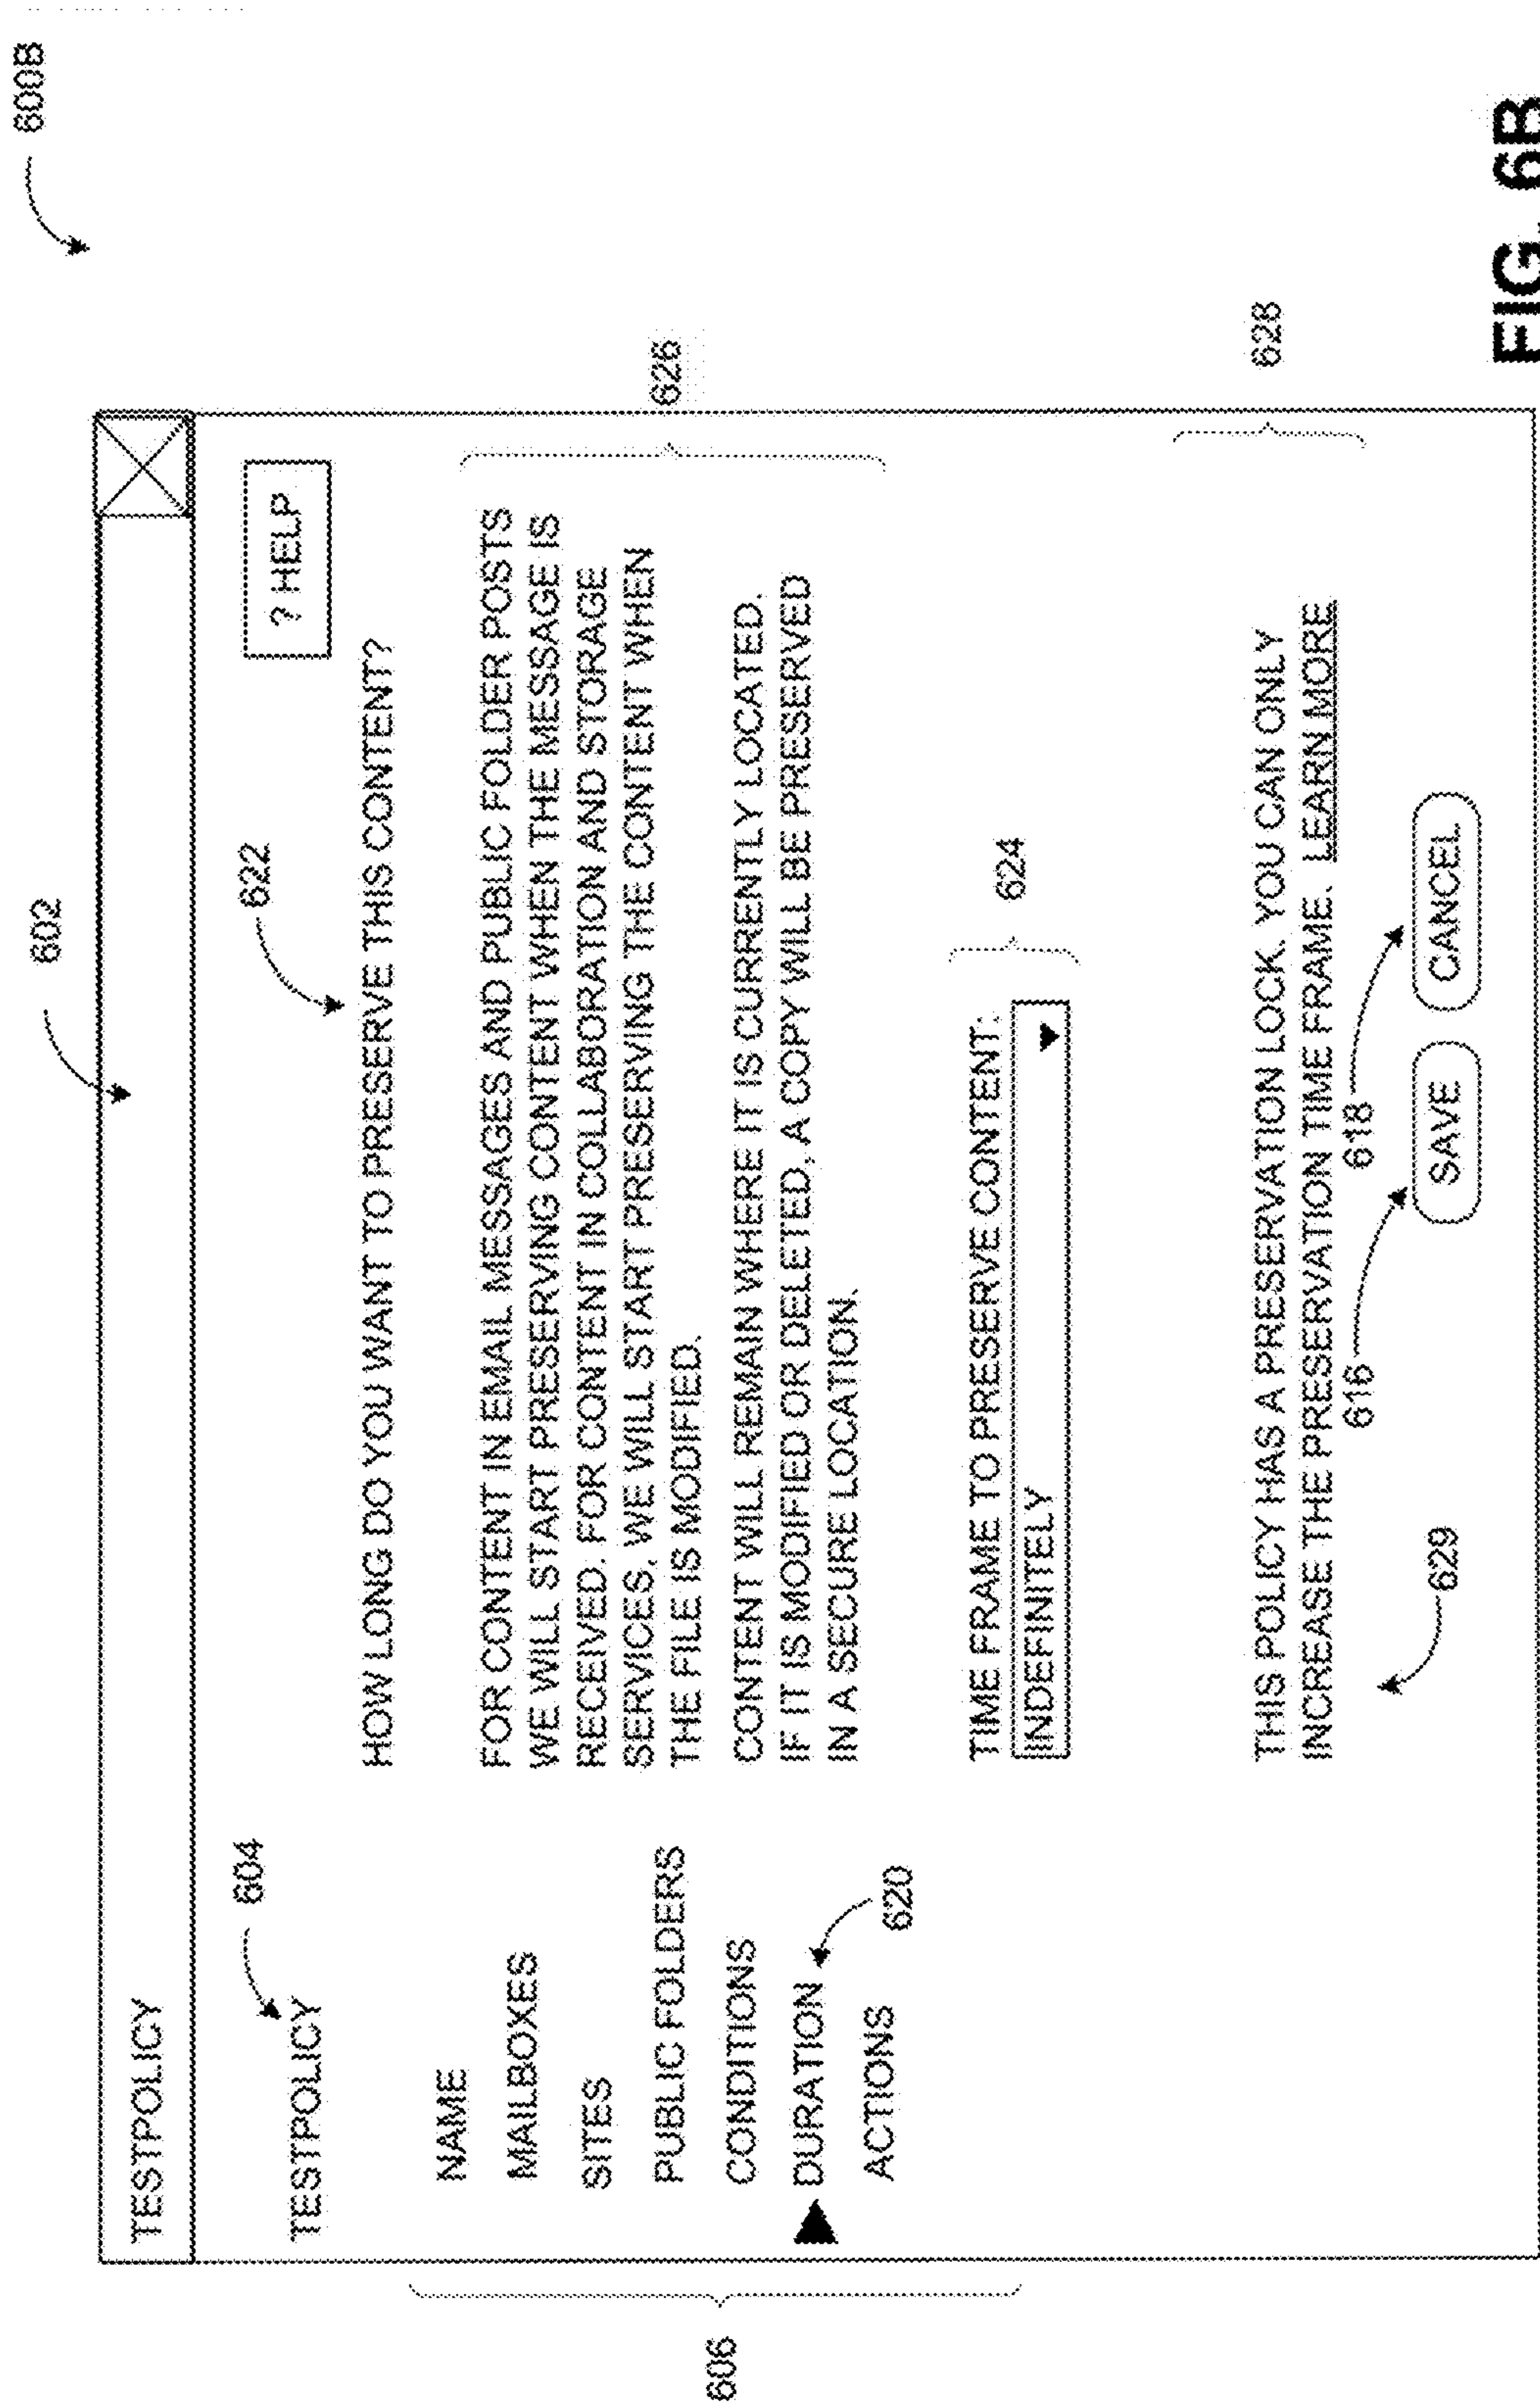 600B
602
TESTPOLICY
604
TESTPOLICY
? HELP
622
HOW LONG DO YOU WANT TO PRESERVE THIS CONTENT?
606
NAME
MAILBOXES
SITES
PUBLIC FOLDERS
CONDITIONS
DURATION
ACTIONS
620
FOR CONTENT IN EMAIL MESSAGES AND PUBLIC FOLDER POSTS
WE WILL START PRESERVING CONTENT WHEN THE MESSAGE IS
RECEIVED. FOR CONTENT IN COLLABORATION AND STORAGE
SERVICES, WE WILL START PRESERVING THE CONTENT WHEN
THE FILE IS MODIFIED.
CONTENT WILL REMAIN WHERE IT IS CURRENTLY LOCATED.
IF IT IS MODIFIED OR DELETED, A COPY WILL BE PRESERVED
IN A SECURE LOCATION.
626
TIME FRAME TO PRESERVE CONTENT:
INDEFINITELY
624
THIS POLICY HAS A PRESERVATION LOCK. YOU CAN ONLY
INCREASE THE PRESERVATION TIME FRAME. LEARN MORE
628
629
616
618
SAVE
CANCEL
FIG. 6B